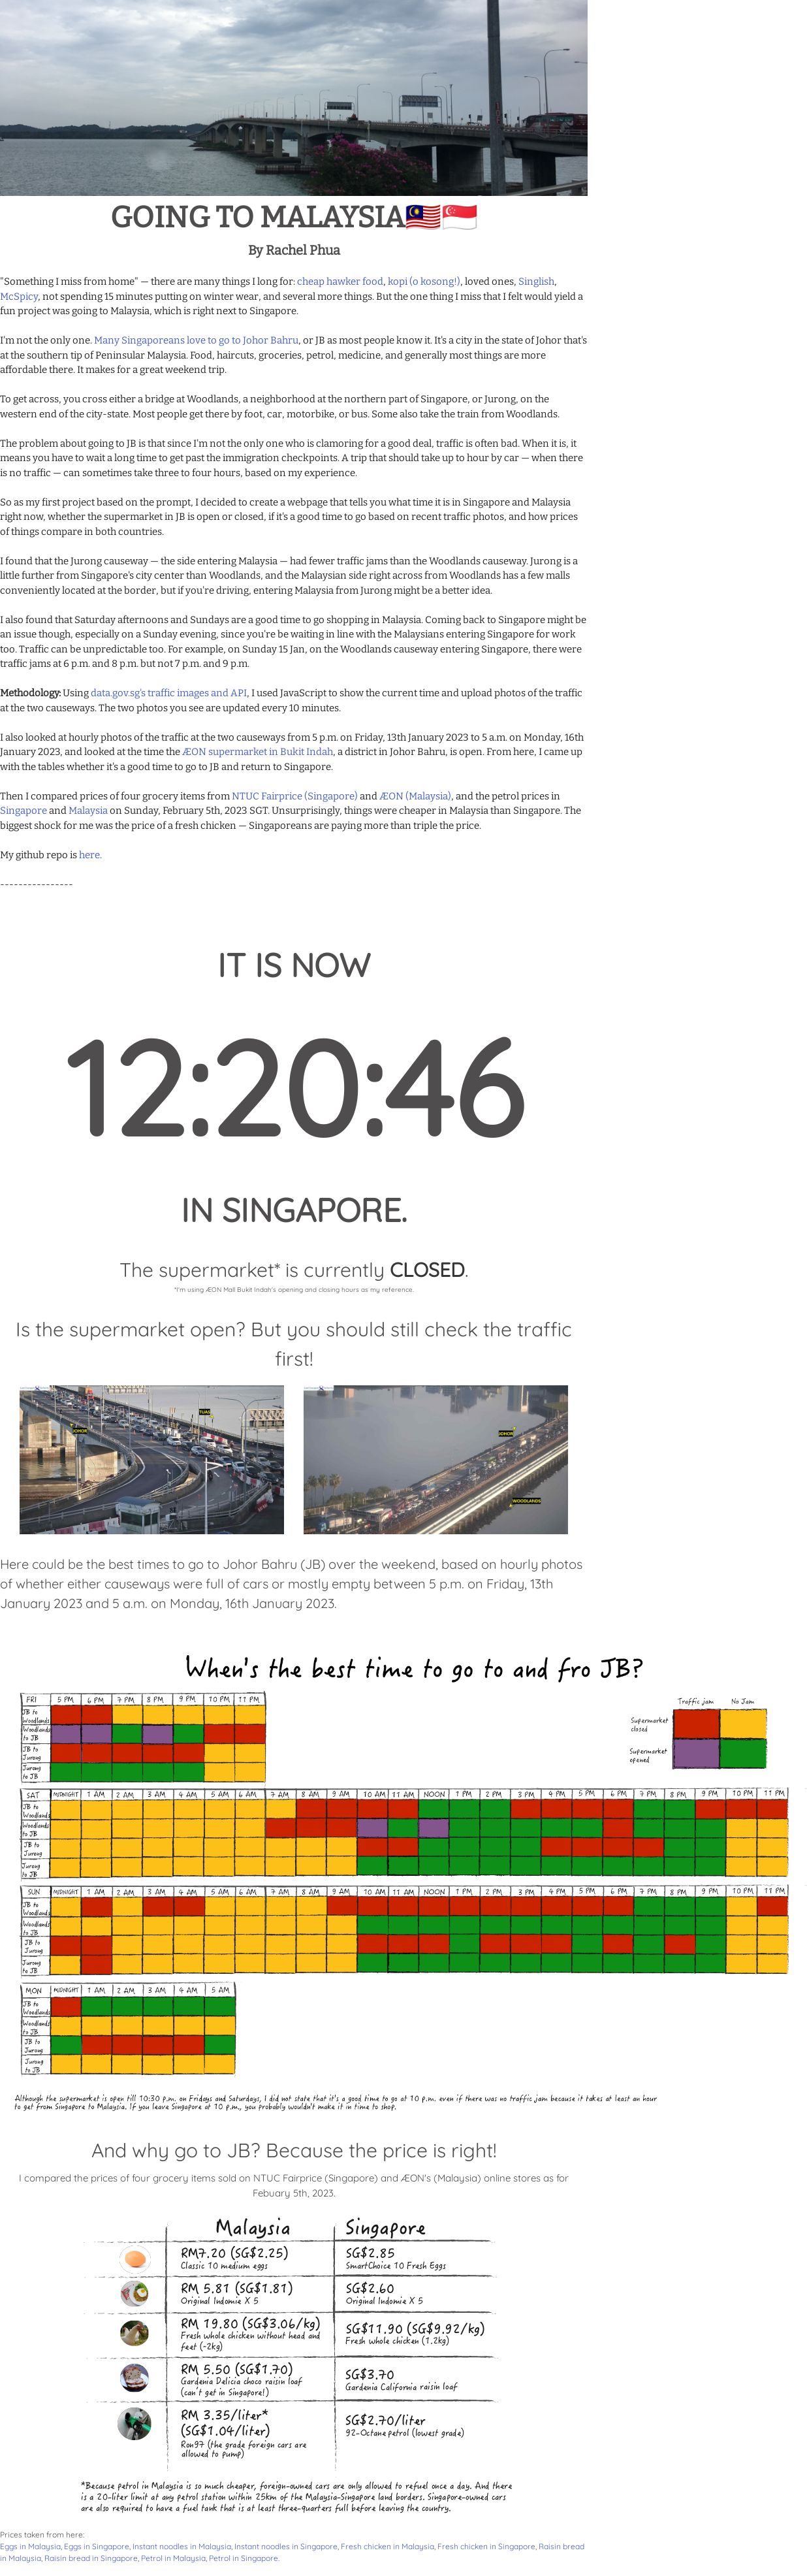 GOING TO MALAYSIA🇲🇾🇸🇬
By Rachel Phua
"Something I miss from home" — there are many things I long for: cheap hawker food, kopi (o kosong!), loved ones, Singlish,
McSpicy, not spending 15 minutes putting on winter wear, and several more things. But the one thing I miss that I felt would yield a
fun project was going to Malaysia, which is right next to Singapore.
I'm not the only one. Many Singaporeans love to go to Johor Bahru, or JB as most people know it. It's a city in the state of Johor that's
at the southern tip of Peninsular Malaysia. Food, haircuts, groceries, petrol, medicine, and generally most things are more
affordable there. It makes for a great weekend trip.
To get across, you cross either a bridge at Woodlands, a neighborhood at the northern part of Singapore, or Jurong, on the
western end of the city-state. Most people get there by foot, car, motorbike, or bus. Some also take the train from Woodlands.
The problem about going to JB is that since I'm not the only one who is clamoring for a good deal, traffic is often bad. When it is, it
means you have to wait a long time to get past the immigration checkpoints. A trip that should take up to hour by car — when there
is no traffic — can sometimes take three to four hours, based on my experience.
So as my first project based on the prompt, I decided to create a webpage that tells you what time it is in Singapore and Malaysia
right now, whether the supermarket in JB is open or closed, if it's a good time to go based on recent traffic photos, and how prices
of things compare in both countries.
I found that the Jurong causeway — the side entering Malaysia — had fewer traffic jams than the Woodlands causeway. Jurong is a
little further from Singapore's city center than Woodlands, and the Malaysian side right across from Woodlands has a few malls
conveniently located at the border, but if you're driving, entering Malaysia from Jurong might be a better idea.
I also found that Saturday afternoons and Sundays are a good time to go shopping in Malaysia. Coming back to Singapore might be
an issue though, especially on a Sunday evening, since you're be waiting in line with the Malaysians entering Singapore for work
too. Traffic can be unpredictable too. For example, on Sunday 15 Jan, on the Woodlands causeway entering Singapore, there were
traffic jams at 6 p.m. and 8 p.m. but not 7 p.m. and 9 p.m.
Methodology: Using data.gov.sg's traffic images and API, I used JavaScript to show the current time and upload photos of the traffic
at the two causeways. The two photos you see are updated every 10 minutes.
I also looked at hourly photos of the traffic at the two causeways from 5 p.m. on Friday, 13th January 2023 to 5 a.m. on Monday, 16th
January 2023, and looked at the time the ÆON supermarket in Bukit Indah, a district in Johor Bahru, is open. From here, I came up
with the tables whether it's a good time to go to JB and return to Singapore.
Then I compared prices of four grocery items from NTUC Fairprice (Singapore) and ÆON (Malaysia), and the petrol prices in
Singapore and Malaysia on Sunday, February 5th, 2023 SGT. Unsurprisingly, things were cheaper in Malaysia than Singapore. The
biggest shock for me was the price of a fresh chicken — Singaporeans are paying more than triple the price.
My github repo is here.
----------------
IT IS NOW
12:20:46
IN SINGAPORE.
The supermarket* is currently CLOSED.
*I'm using ÆON Mall Bukit Indah's opening and closing hours as my reference.
Is the supermarket open? But you should still check the traffic
first!
JOHOR TUAS
JOHOR
WOODLANDS
Here could be the best times to go to Johor Bahru (JB) over the weekend, based on hourly photos
of whether either causeways were full of cars or mostly empty between 5 p.m. on Friday, 13th
January 2023 and 5 a.m. on Monday, 16th January 2023.
When's the best time to go to and fro JB?
Traffic jam No Jam
Supermarket closed
Supermarket opened
FRI 5 PM 6 PM 7 PM 8 PM 9 PM 10 PM 11 PM
JB to Woodlands
Woodlands to JB
JB to Jurong
Jurong to JB
SAT MIDNIGHT 1 AM 2 AM 3 AM 4 AM 5 AM 6 AM 7 AM 8 AM 9 AM 10 AM 11 AM NOON 1 PM 2 PM 3 PM 4 PM 5 PM 6 PM 7 PM 8 PM 9 PM 10 PM 11 PM
JB to Woodlands
Woodlands to JB
JB to Jurong
Jurong to JB
SUN MIDNIGHT 1 AM 2 AM 3 AM 4 AM 5 AM 6 AM 7 AM 8 AM 9 AM 10 AM 11 AM NOON 1 PM 2 PM 3 PM 4 PM 5 PM 6 PM 7 PM 8 PM 9 PM 10 PM 11 PM
JB to Woodlands
Woodlands to JB
JB to Jurong
Jurong to JB
MON MIDNIGHT 1 AM 2 AM 3 AM 4 AM 5 AM
JB to Woodlands
Woodlands to JB
JB to Jurong
Jurong to JB
Although the supermarket is open till 10:30 p.m. on Fridays and Saturdays, I did not state that it's a good time to go at 10 p.m. even if there was no traffic jam because it takes at least an hour
to get from Singapore to Malaysia. If you leave Singapore at 10 p.m., you probably wouldn't make it in time to shop.
And why go to JB? Because the price is right!
I compared the prices of four grocery items sold on NTUC Fairprice (Singapore) and ÆON's (Malaysia) online stores as for
Febuary 5th, 2023.
Malaysia Singapore
RM7.20 (SG$2.25) SG$2.85
Classic 10 medium eggs SmartChoice 10 Fresh Eggs
RM 5.81 (SG$1.81) SG$2.60
Original Indomie X 5 Original Indomie X 5
RM 19.80 (SG$3.06/kg) SG$11.90 (SG$9.92/kg)
Fresh whole chicken without head and Fresh whole chicken (1.2kg)
feet (~2kg)
RM 5.50 (SG$1.70) SG$3.70
Gardenia Delicia choco raisin loaf Gardenia California raisin loaf
(can't get in Singapore!)
RM 3.35/liter* SG$2.70/liter
(SG$1.04/liter) 92-Octane petrol (lowest grade)
Ron97 (the grade foreign cars are
allowed to pump)
*Because petrol in Malaysia is so much cheaper, foreign-owned cars are only allowed to refuel once a day. And there
is a 20-liter limit at any petrol station within 25km of the Malaysia-Singapore land borders. Singapore-owned cars
are also required to have a fuel tank that is at least three-quarters full before leaving the country.
Prices taken from here:
Eggs in Malaysia, Eggs in Singapore, Instant noodles in Malaysia, Instant noodles in Singapore, Fresh chicken in Malaysia, Fresh chicken in Singapore, Raisin bread
in Malaysia, Raisin bread in Singapore, Petrol in Malaysia, Petrol in Singapore.